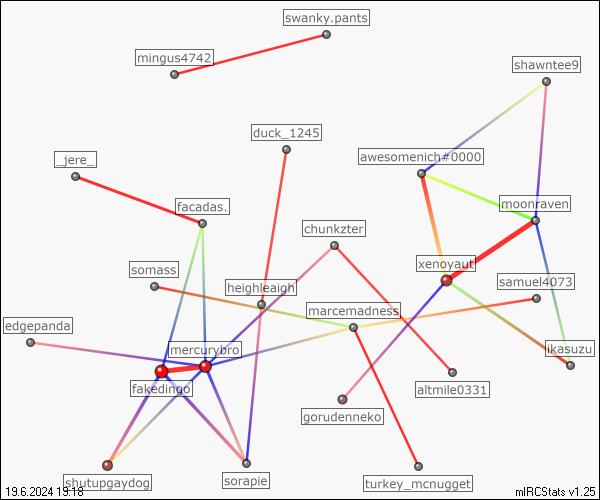 swanky.pants
mingus4742
shawntee9
duck_1245
awesomenich#0000
_jere_
moonraven
facadas.
chunkzter
xenoyaut
somass
samuel4073
heighleaigh
marcemadness
edgepanda
mercurybro
ikasuzu
fakedingo
altmile0331
gorudenneko
shutupgaydog
sorapie
turkey_mcnugget
19.6.2024 19:18
mIRCStats v1.25